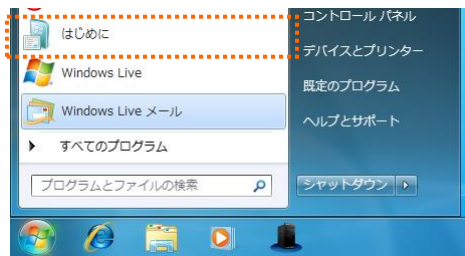 はじめに
Windows Live
Windows Live メール
すべてのプログラム
プログラムとファイルの検索
コントロール パネル
デバイスとプリンター
既定のプログラム
ヘルプとサポート
シャットダウン